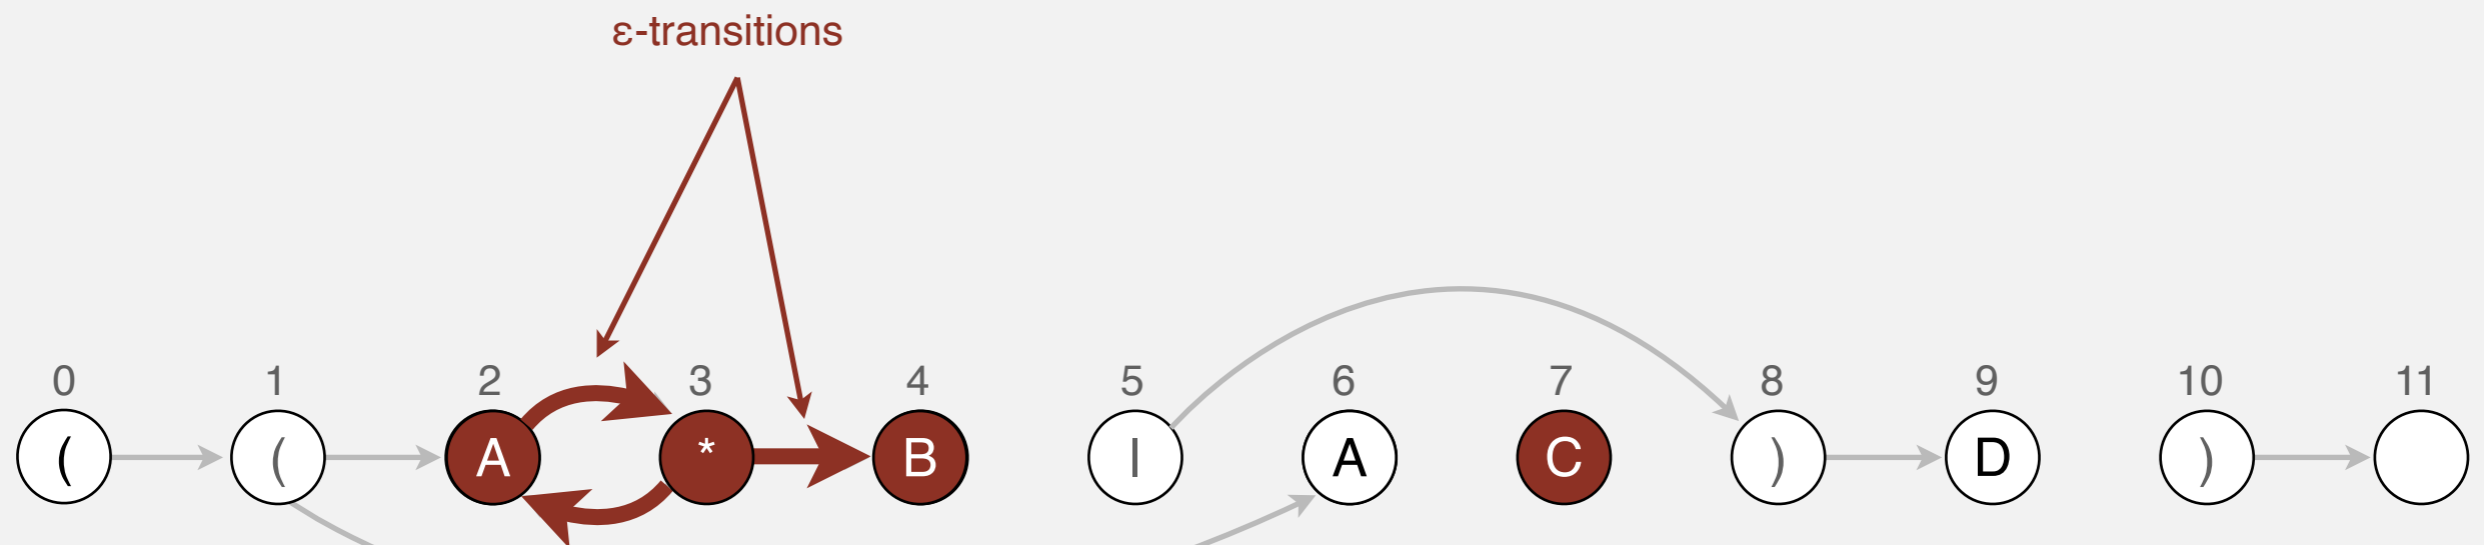 ε-transitions
0 1 2 3 4 5 6 7 8 9 10 11
( ( A * B | A C ) D )